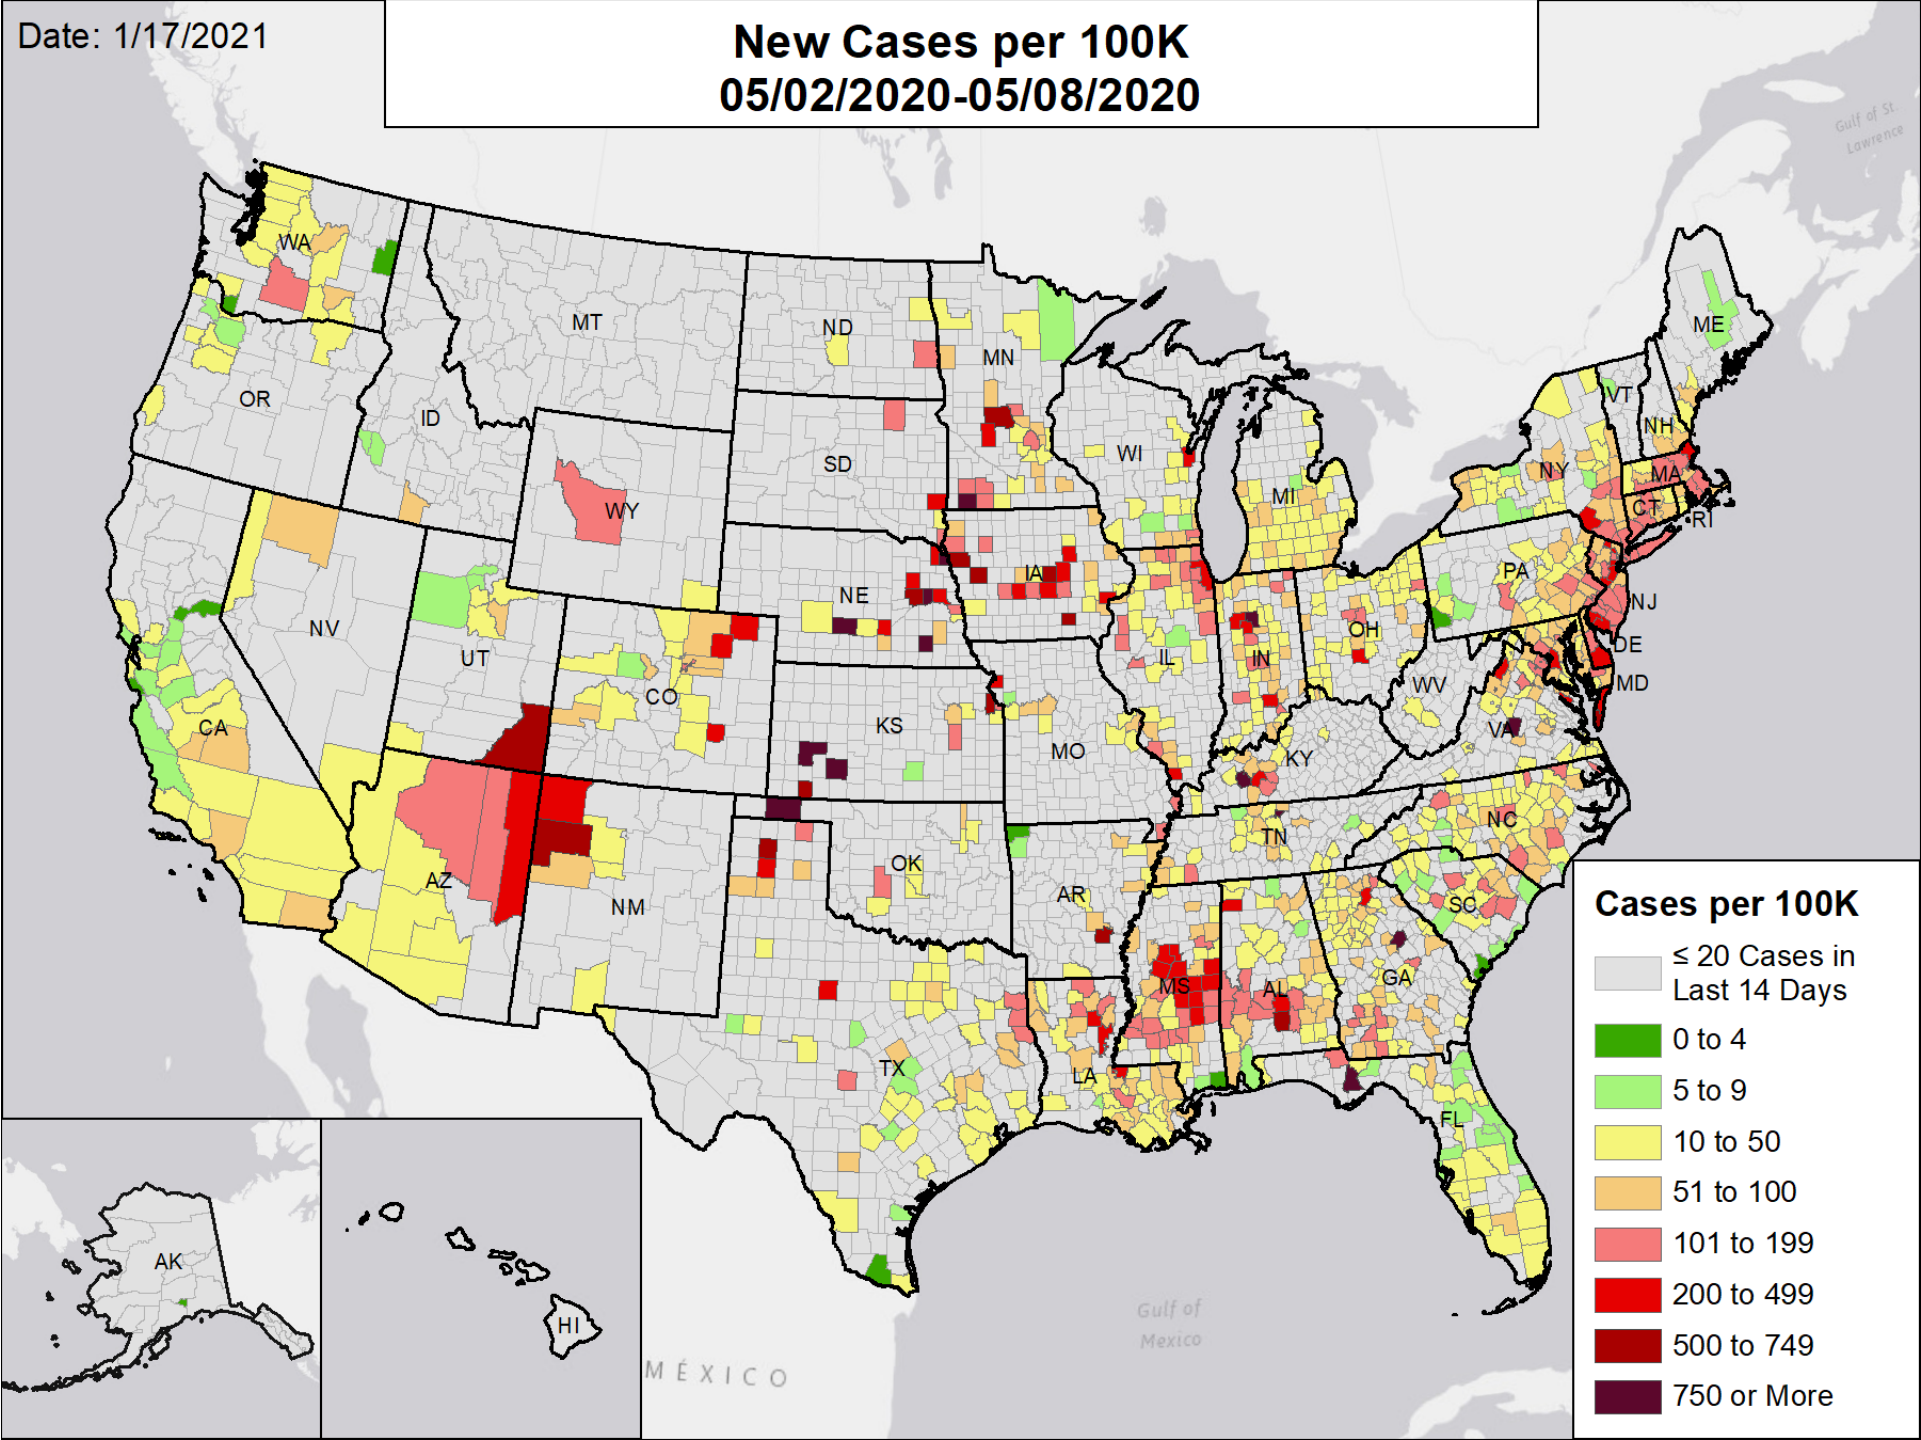 Date: 1/17/2021
New Cases per 100K
05/02/2020-05/08/2020
Gulf of St.
Lawrence
WA
MT
ND
MN
ME
OR
ID
SD
WI
VT
NH
WY
MI
NY
MA
CT
RI
NV
UT
NE
IA
PA
NJ
CO
IL
IN
OH
DE
MD
WV
CA
KS
MO
KY
VA
AZ
NM
OK
AR
TN
NC
SC
MS
AL
GA
TX
LA
FL
AK
HI
Gulf of
Mexico
MÉXICO
Cases per 100K
≤ 20 Cases in
Last 14 Days
0 to 4
5 to 9
10 to 50
51 to 100
101 to 199
200 to 499
500 to 749
750 or More